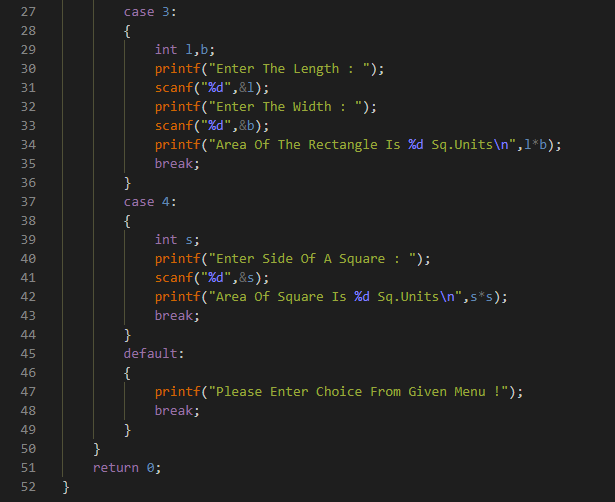 27 case 3:
28 {
29 int l,b;
30 printf("Enter The Length : ");
31 scanf("%d",&l);
32 printf("Enter The Width : ");
33 scanf("%d",&b);
34 printf("Area Of The Rectangle Is %d Sq.Units\n",l*b);
35 break;
36 }
37 case 4:
38 {
39 int s;
40 printf("Enter Side Of A Square : ");
41 scanf("%d",&s);
42 printf("Area Of Square Is %d Sq.Units\n",s*s);
43 break;
44 }
45 default:
46 {
47 printf("Please Enter Choice From Given Menu !");
48 break;
49 }
50 }
51 return 0;
52 }